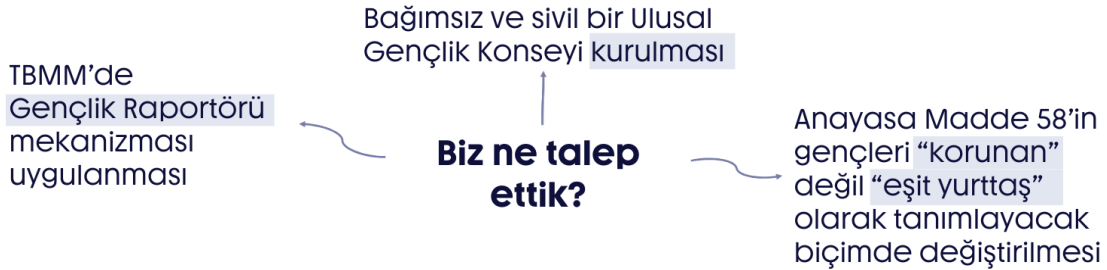 Bağımsız ve sivil bir Ulusal
Gençlik Konseyi kurulması
TBMM’de
Gençlik Raportörü
mekanizması
uygulanması
Biz ne talep
ettik?
Anayasa Madde 58’in
gençleri “korunan”
değil “eşit yurttaş”
olarak tanımlayacak
biçimde değiştirilmesi